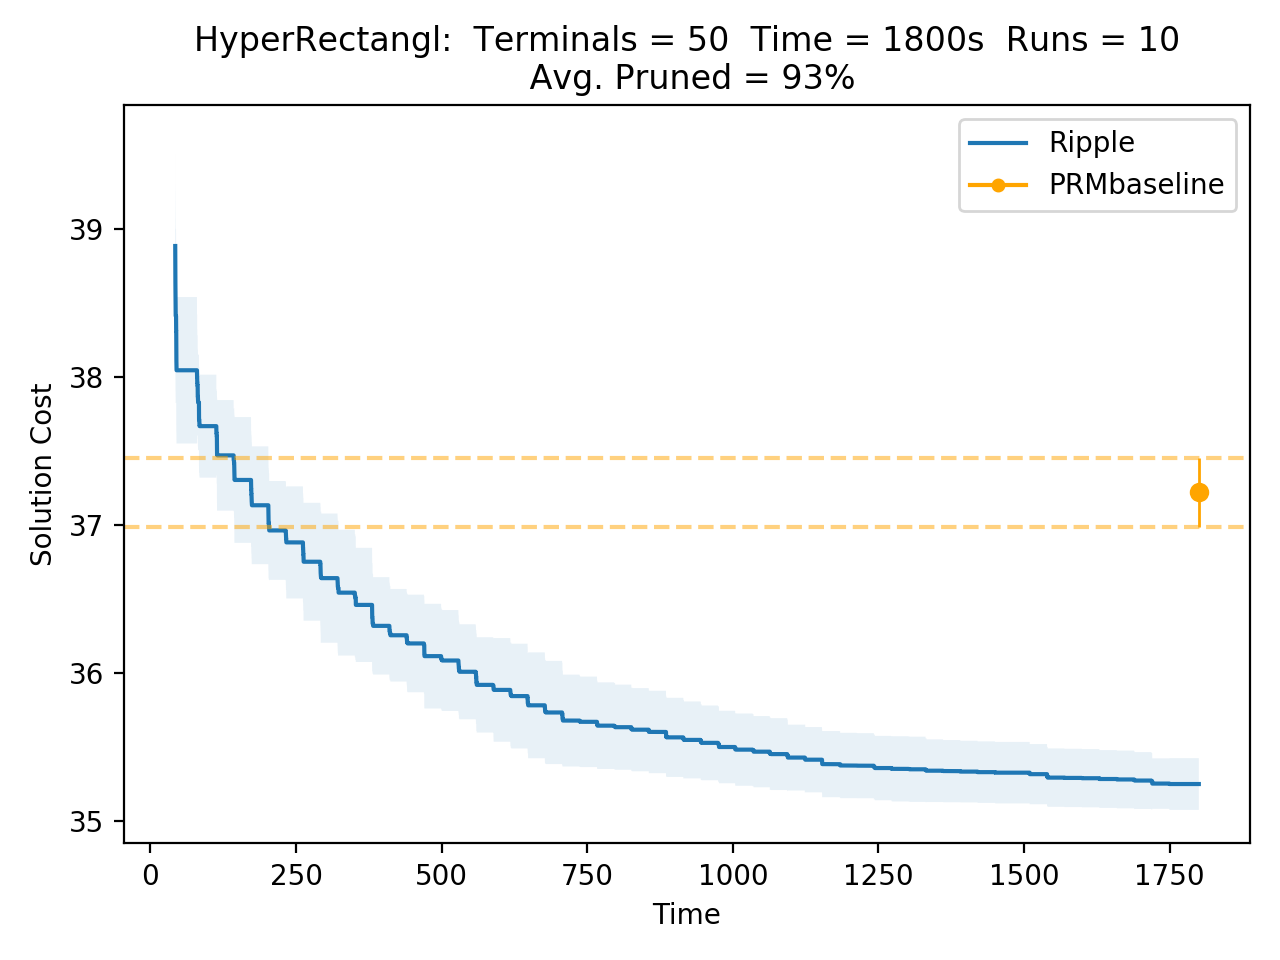 HyperRectangl:  Terminals = 50  Time = 1800s  Runs = 10
Avg. Pruned = 93%
Ripple
PRMbaseline
Solution Cost
39
38
37
36
35
0 250 500 750 1000 1250 1500 1750
Time